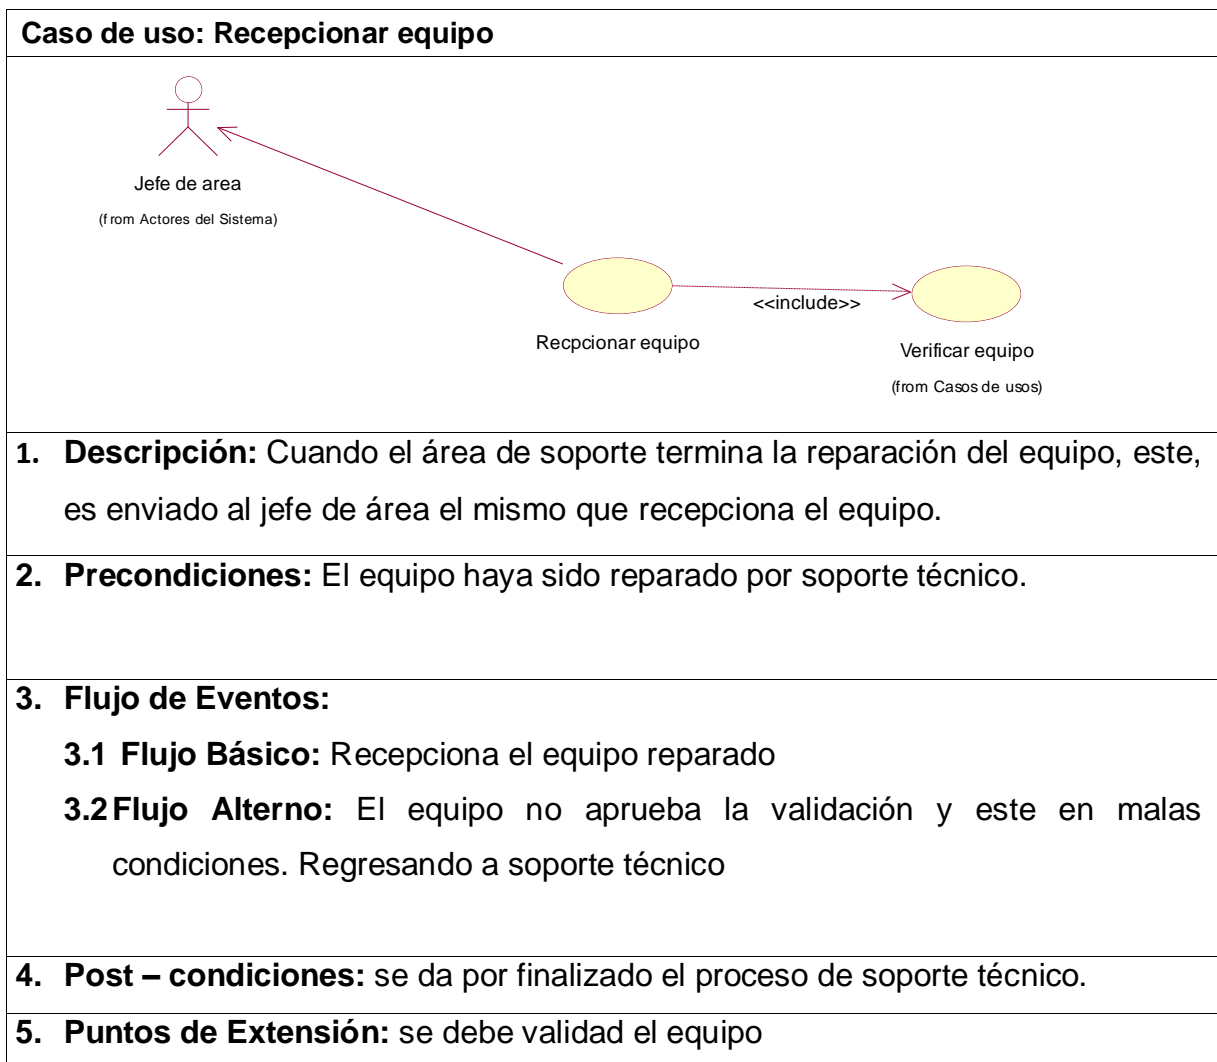 Caso de uso: Recepcionar equipo
Jefe de area
(from Actores del Sistema)
<<include>>
Recpcionar equipo
Verificar equipo
(from Casos de usos)
1. Descripción: Cuando el área de soporte termina la reparación del equipo, este,
es enviado al jefe de área el mismo que recepciona el equipo.
2. Precondiciones: El equipo haya sido reparado por soporte técnico.
3. Flujo de Eventos:
3.1 Flujo Básico: Recepciona el equipo reparado
3.2 Flujo Alterno: El equipo no aprueba la validación y este en malas
condiciones. Regresando a soporte técnico
4. Post – condiciones: se da por finalizado el proceso de soporte técnico.
5. Puntos de Extensión: se debe validad el equipo